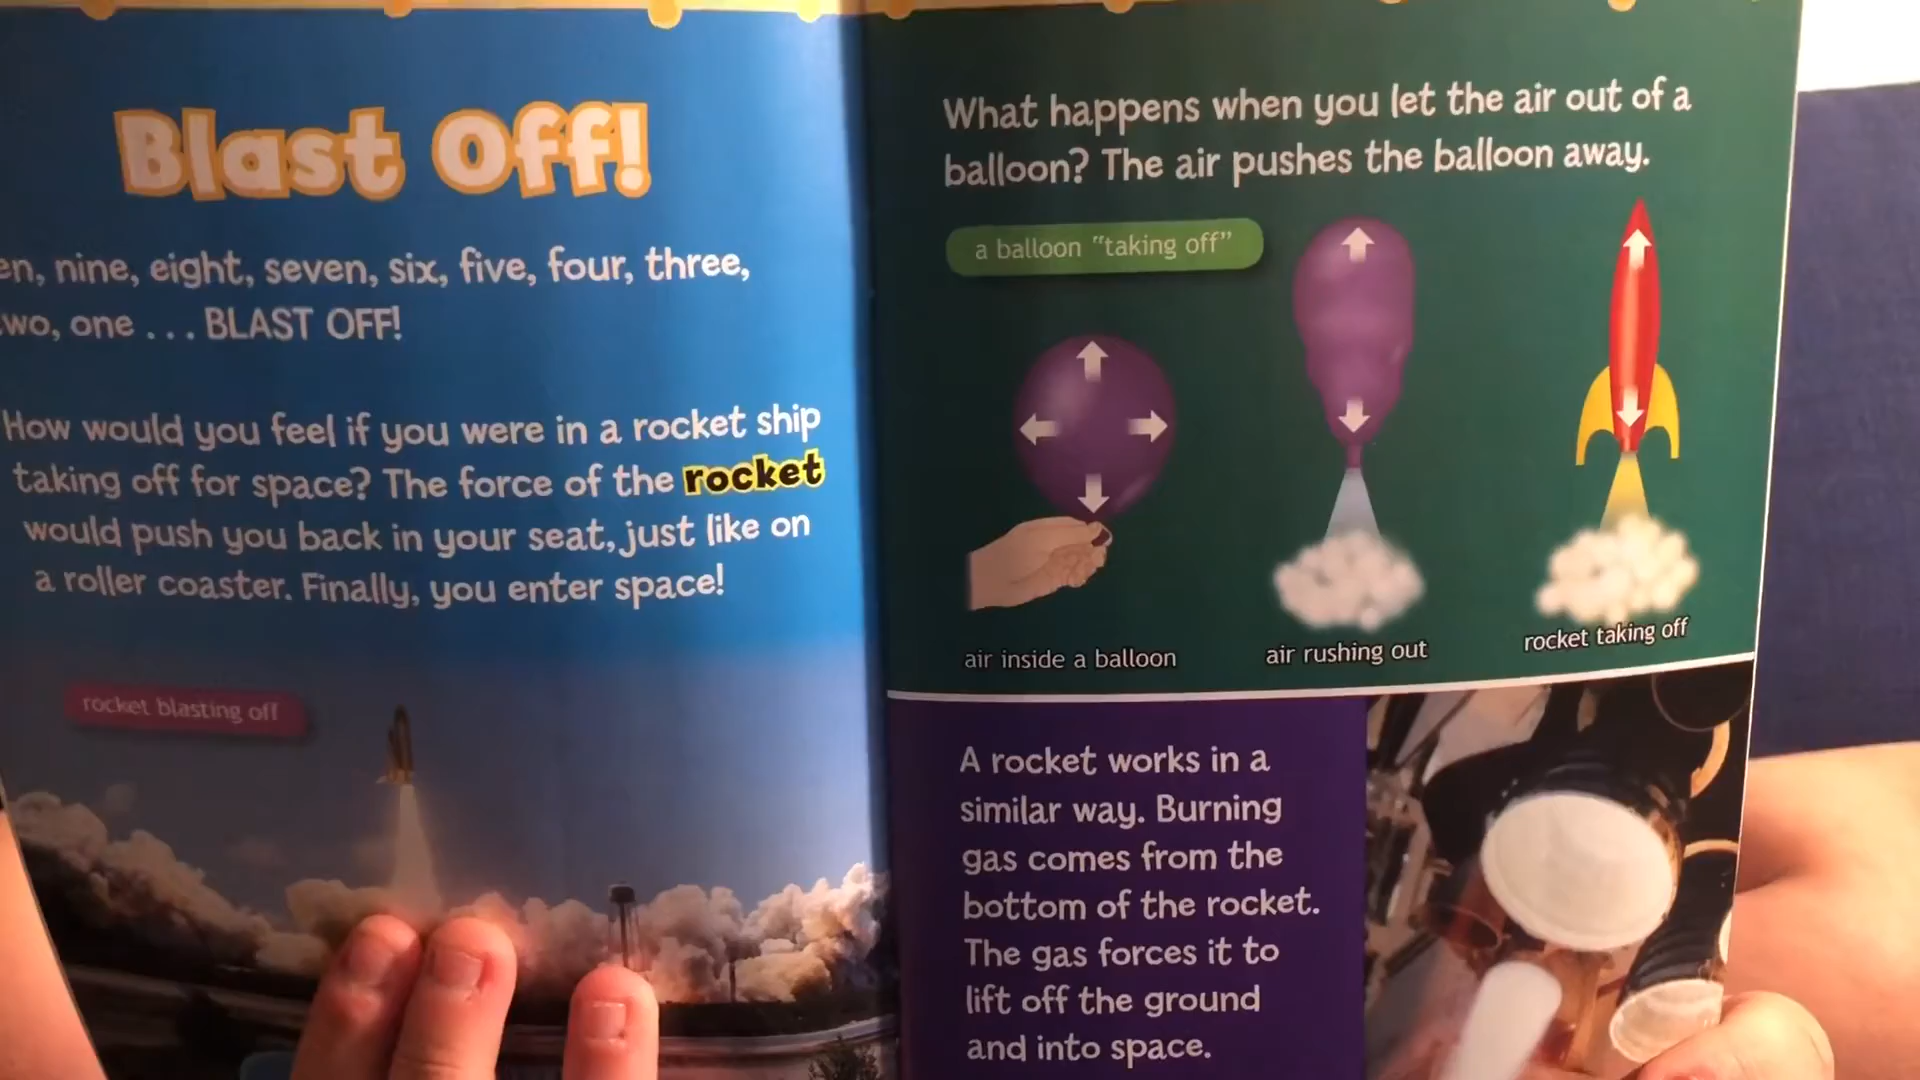 Blast Off!
en, nine, eight, seven, six, five, four, three,
wo, one . . . BLAST OFF!
How would you feel if you were in a rocket ship
taking off for space? The force of the rocket
would push you back in your seat, just like on
a roller coaster. Finally, you enter space!
rocket blasting off
What happens when you let the air out of a
balloon? The air pushes the balloon away.
a balloon “taking off”
air inside a balloon
air rushing out
rocket taking off
A rocket works in a
similar way. Burning
gas comes from the
bottom of the rocket.
The gas forces it to
lift off the ground
and into space.